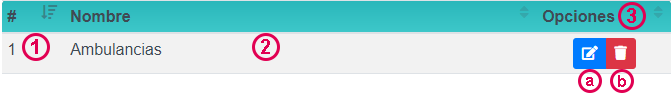 # Nombre Opciones 3
1 1 Ambulancias 2
a b